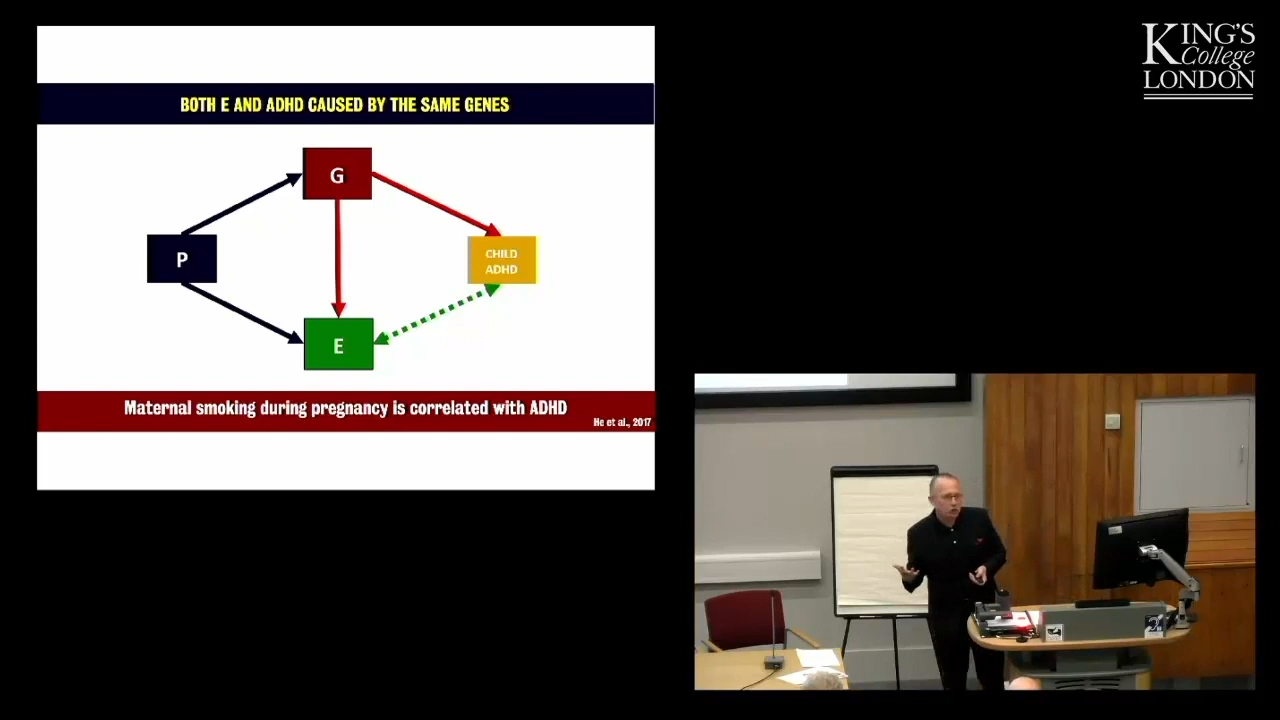 BOTH E AND ADHD CAUSED BY THE SAME GENES
G
P
CHILD
ADHD
E
Maternal smoking during pregnancy is correlated with ADHD
He et al., 2017
KING'S
College
LONDON